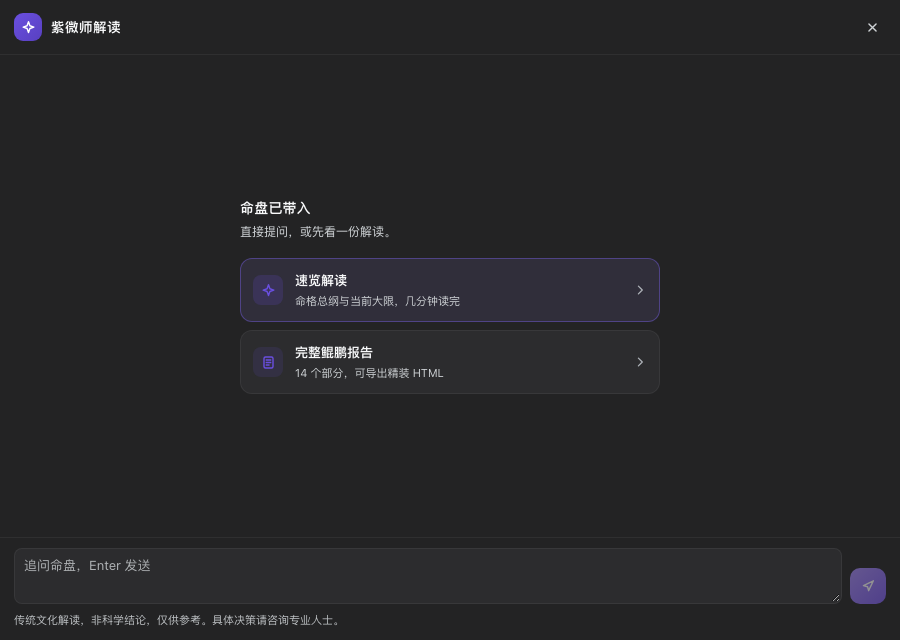 紫微师解读
命盘已带入
直接提问，或先看一份解读。
速览解读
命格总纲与当前大限，几分钟读完
完整鲲鹏报告
14 个部分，可导出精装 HTML
追问命盘，Enter 发送
传统文化解读，非科学结论，仅供参考。具体决策请咨询专业人士。